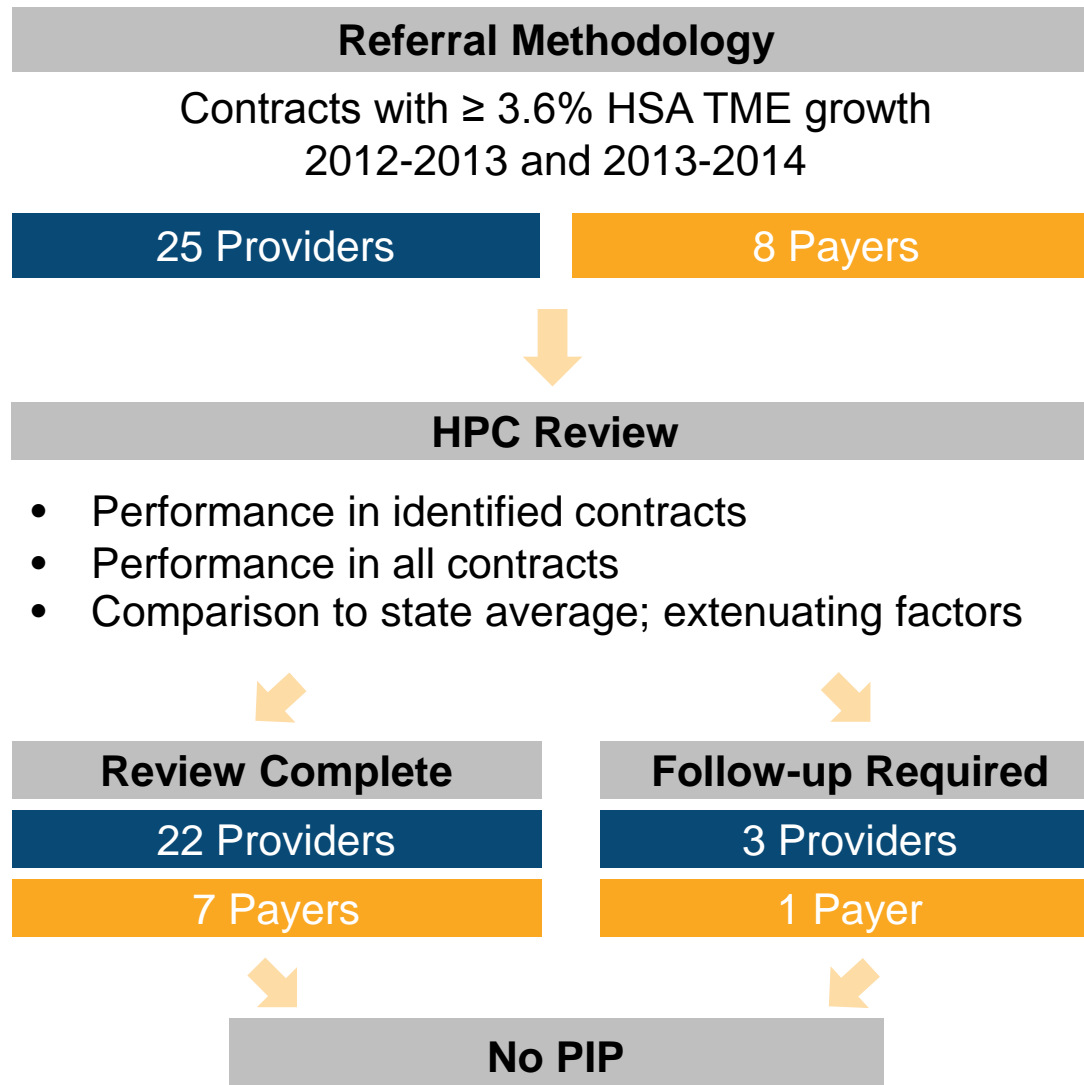 Referral Methodology
Contracts with ≥ 3.6% HSA TME growth
2012-2013 and 2013-2014
25 Providers
8 Payers
HPC Review
• Performance in identified contracts
• Performance in all contracts
• Comparison to state average; extenuating factors
Review Complete
22 Providers
7 Payers
Follow-up Required
3 Providers
1 Payer
No PIP